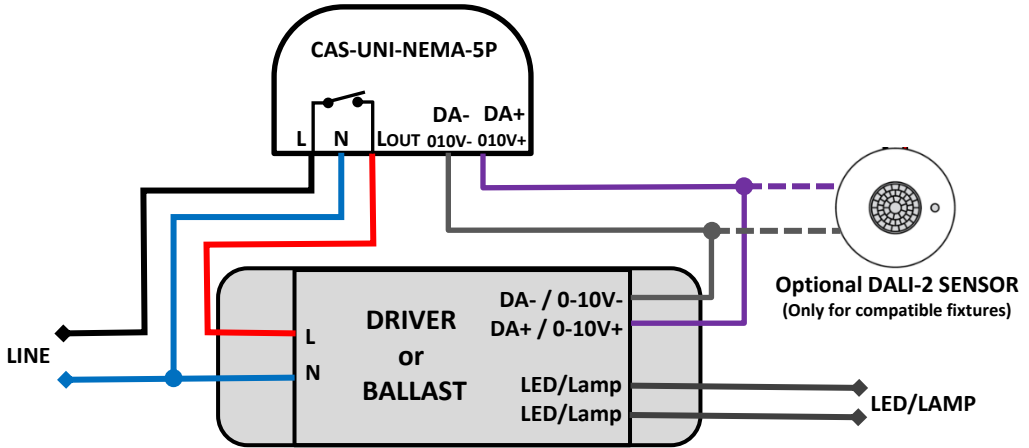 CAS-UNI-NEMA-5P
DA- DA+
L N LOUT 010V- 010V+
Optional DALI-2 SENSOR
(Only for compatible fixtures)
DA- / 0-10V-
DA+ / 0-10V+
DRIVER
or
BALLAST
L
N
LINE
LED/Lamp
LED/Lamp
LED/LAMP